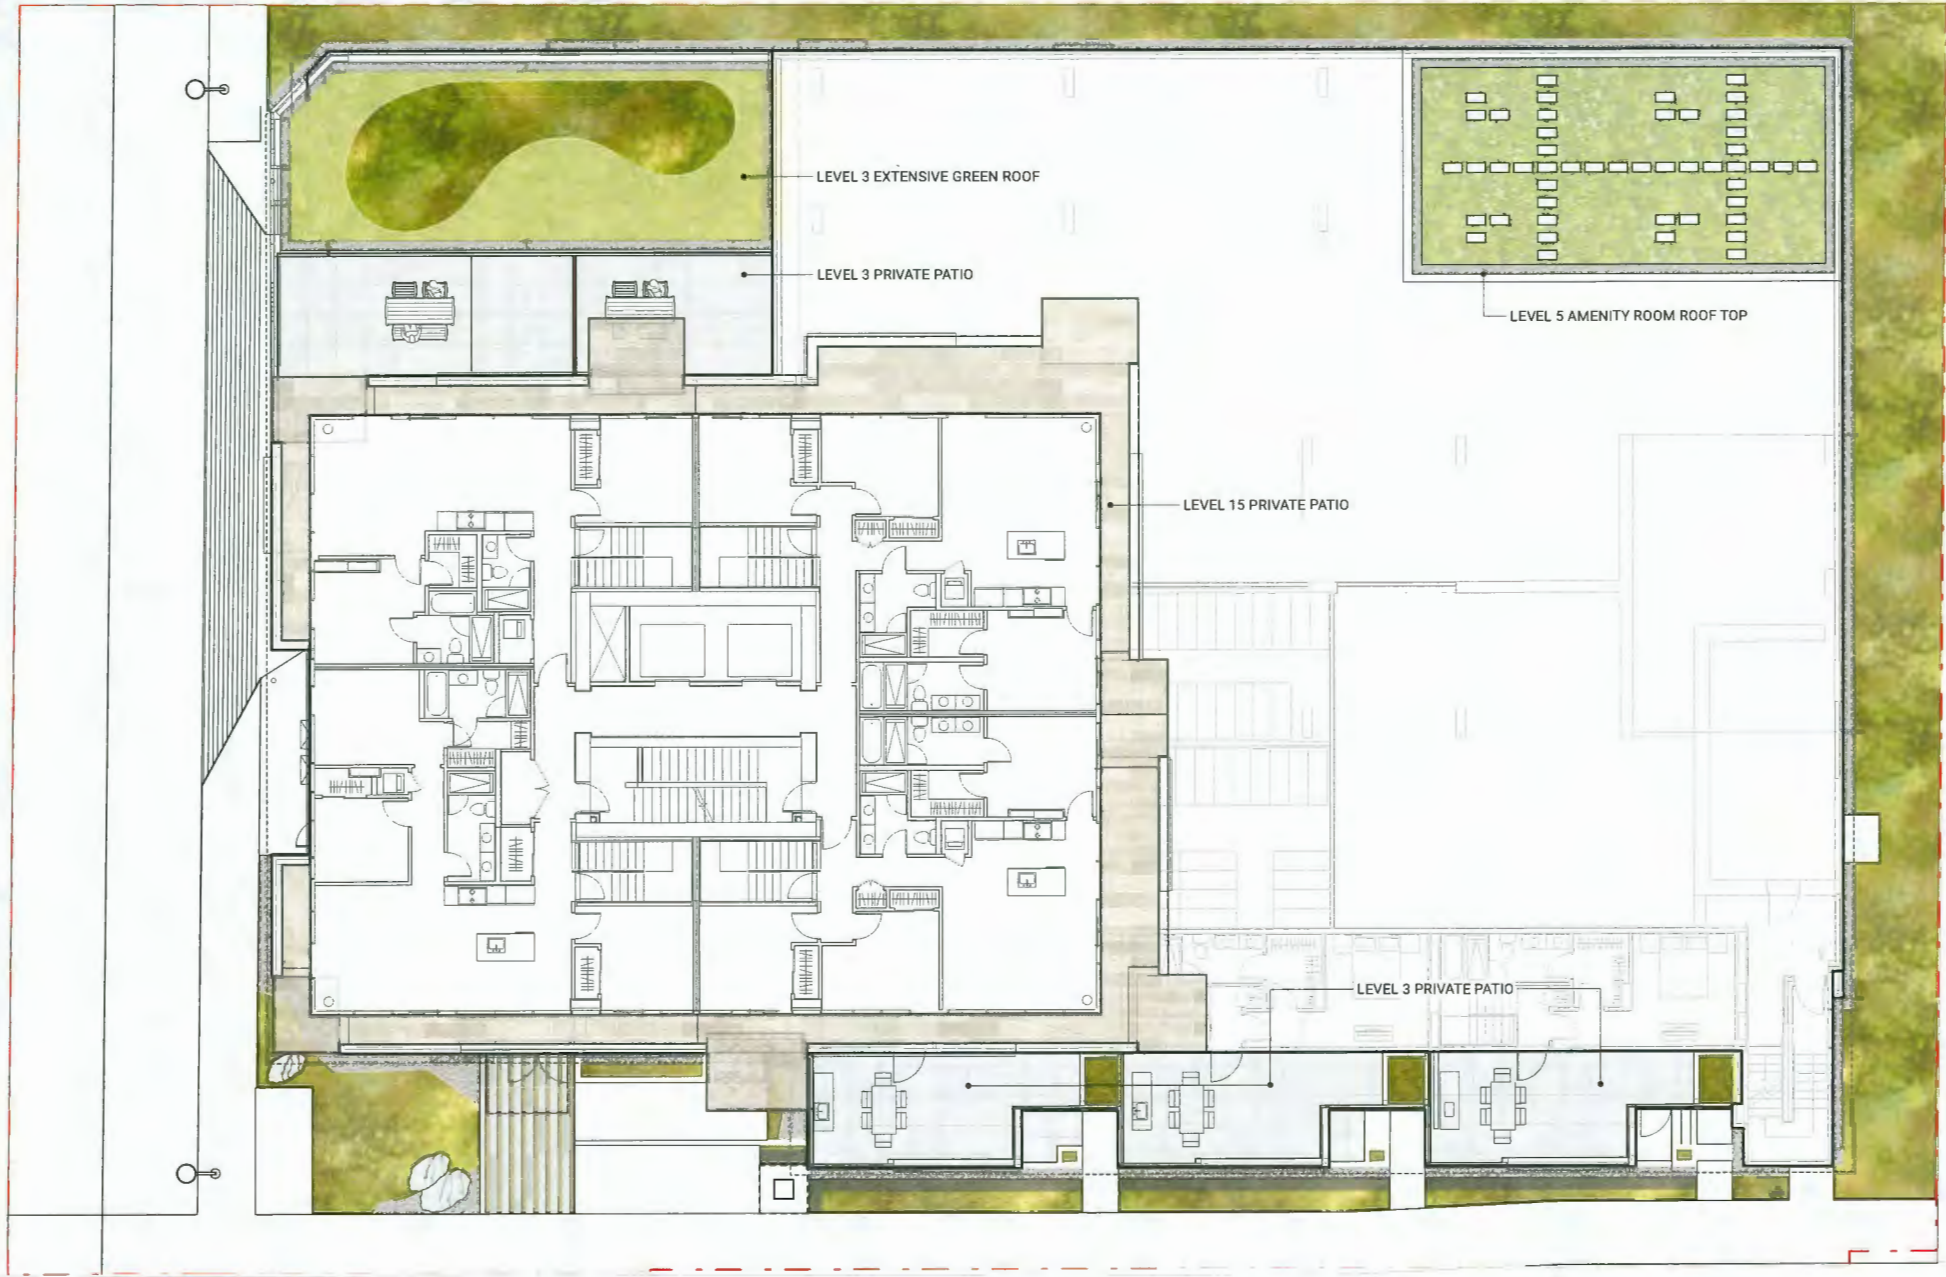 LEVEL 3 EXTENSIVE GREEN ROOF
LEVEL 3 PRIVATE PATIO
LEVEL 5 AMENITY ROOM ROOF TOP
LEVEL 15 PRIVATE PATIO
LEVEL 3 PRIVATE PATIO